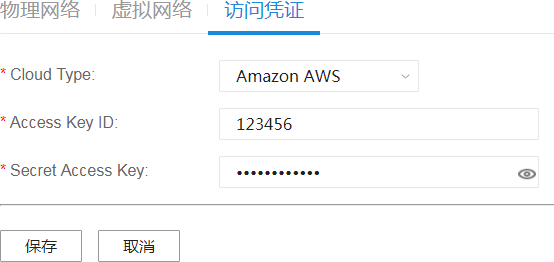 物理网络 虚拟网络 访问凭证
* Cloud Type: Amazon AWS
* Access Key ID: 123456
* Secret Access Key: ••••••••••••
保存 取消